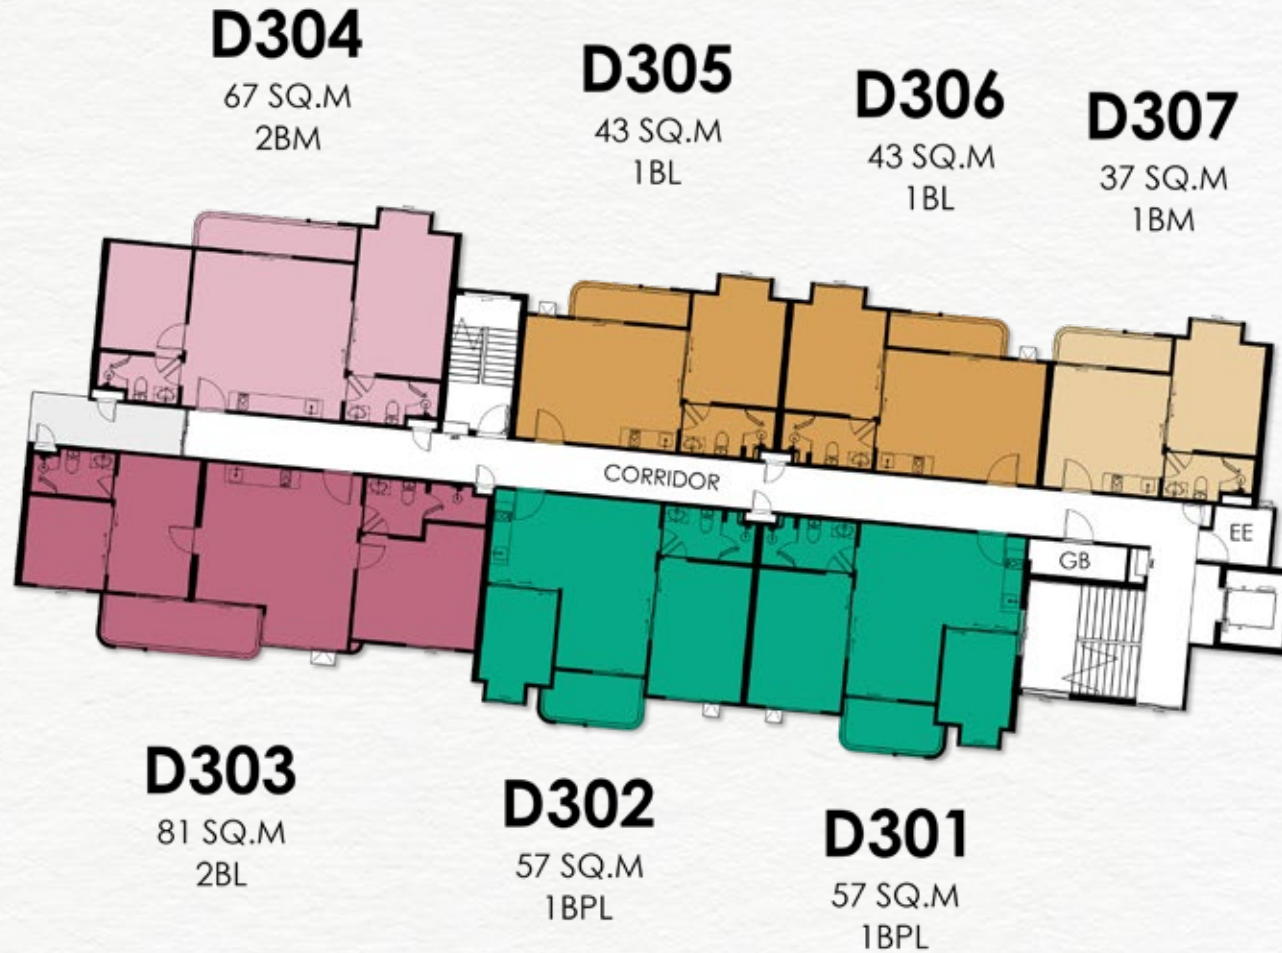 D304
67 SQ.M
2BM
D305
43 SQ.M
1BL
D306
43 SQ.M
1BL
D307
37 SQ.M
1BM
CORRIDOR
EE
GB
D303
81 SQ.M
2BL
D302
57 SQ.M
1BPL
D301
57 SQ.M
1BPL